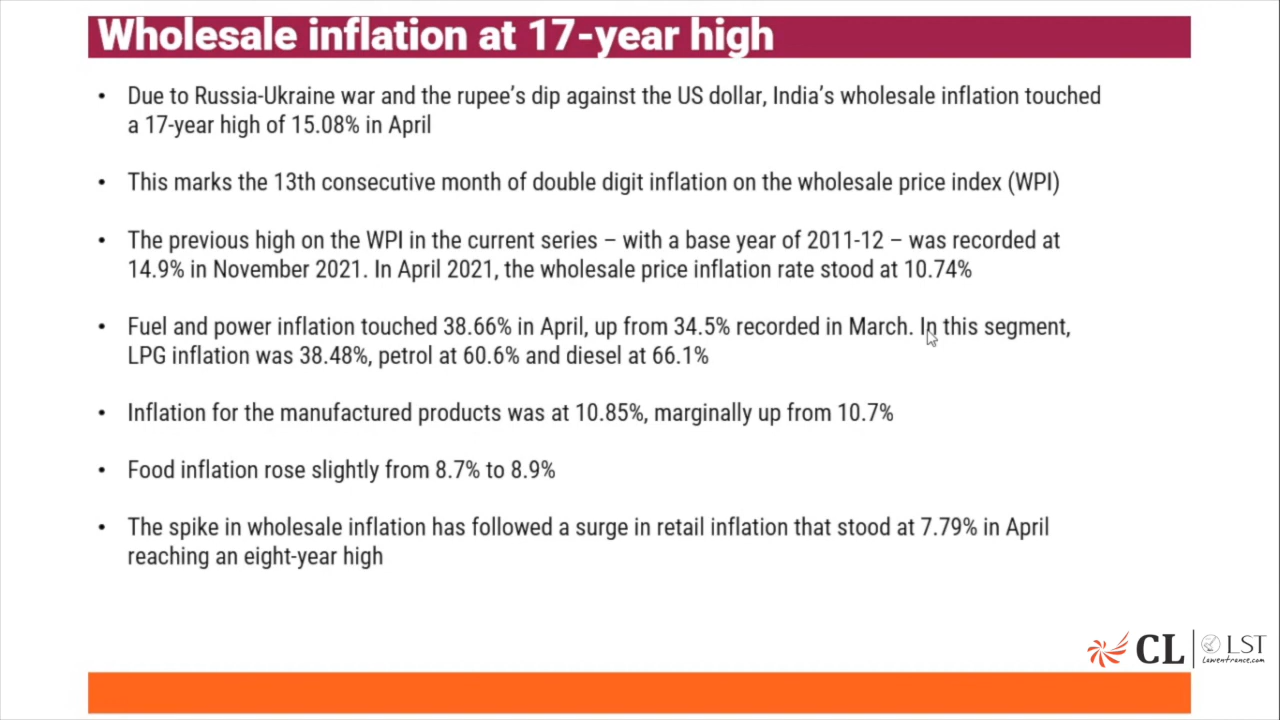 Wholesale inflation at 17-year high
• Due to Russia-Ukraine war and the rupee's dip against the US dollar, India's wholesale inflation touched
a 17-year high of 15.08% in April
• This marks the 13th consecutive month of double digit inflation on the wholesale price index (WPI)
• The previous high on the WPI in the current series – with a base year of 2011-12 – was recorded at
14.9% in November 2021. In April 2021, the wholesale price inflation rate stood at 10.74%
• Fuel and power inflation touched 38.66% in April, up from 34.5% recorded in March. In this segment,
LPG inflation was 38.48%, petrol at 60.6% and diesel at 66.1%
• Inflation for the manufactured products was at 10.85%, marginally up from 10.7%
• Food inflation rose slightly from 8.7% to 8.9%
• The spike in wholesale inflation has followed a surge in retail inflation that stood at 7.79% in April
reaching an eight-year high
CL LST
Lawentrance.com